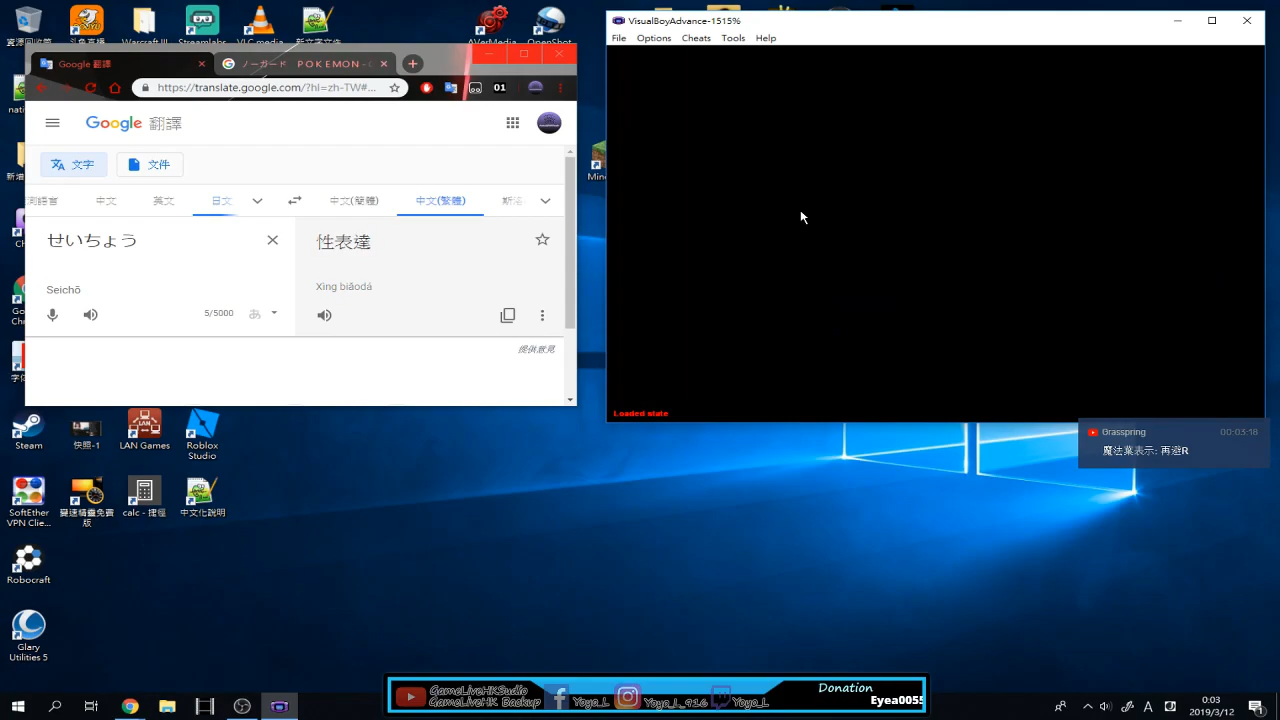 資源回收筒
Warcraft III
Streamlabs
VLC media
新文字文件
AVerMedia
OpenShot
Google 翻譯
ノーガード POKEMON - G
https://translate.google.com/?hl=zh-TW#...
01
Google 翻譯
文字
文件
中文
英文
日文
中文(簡體)
中文(繁體)
せいちょう
性表達
Seichō
Xìng biǎodá
5/5000
あ
提供意見
VisualBoyAdvance-1515%
File Options Cheats Tools Help
Loaded state
Grasspring
00:03:18
魔法葉表示: 再避R
Steam
快照-1
LAN Games
Roblox
Studio
SoftEther
VPN Clie...
變速精靈免費
版
calc - 捷徑
中文化說明
Robocraft
Glary
Utilities 5
GameLiveHKSudio
GameLiveHK Backup
Yoyo_L
Yoyo_L_916
Yoyo_L
Donation
Eyea0055
A
0:03
2019/3/12